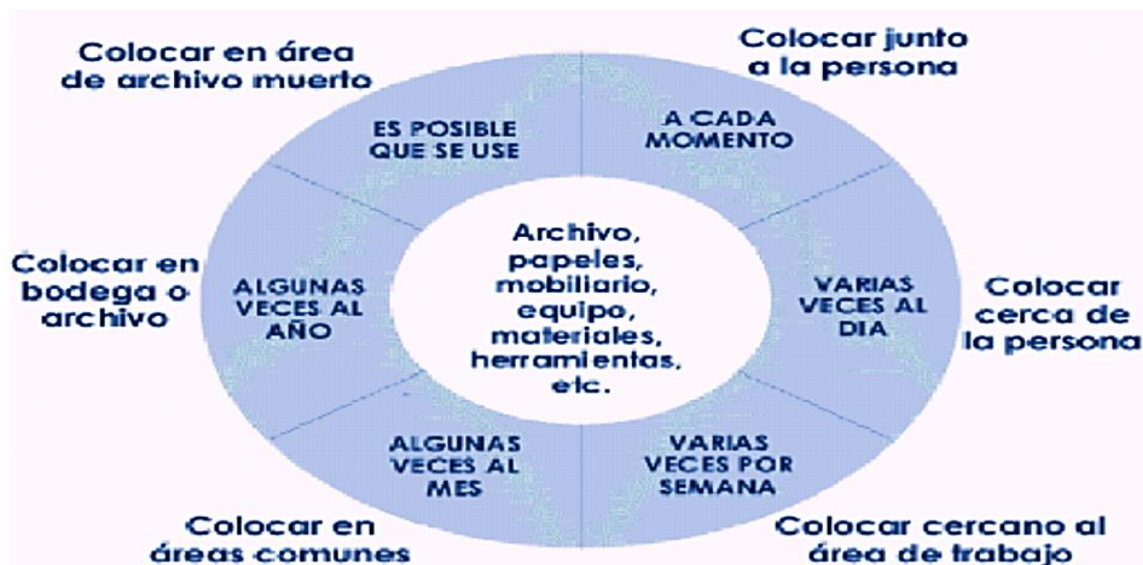 Colocar en área
de archivo muerto
Colocar junto
a la persona
ES POSIBLE
QUE SE USE
A CADA
MOMENTO
Archivo,
papeles,
mobiliario,
equipo,
materiales,
herramientas,
etc.
Colocar en
bodega o
archivo
ALGUNAS
VECES AL
AÑO
VARIAS
VECES AL
DIA
Colocar
cerca de
la persona
ALGUNAS
VECES AL
MES
VARIAS
VECES POR
SEMANA
Colocar en
áreas comunes
Colocar cercano al
área de trabajo